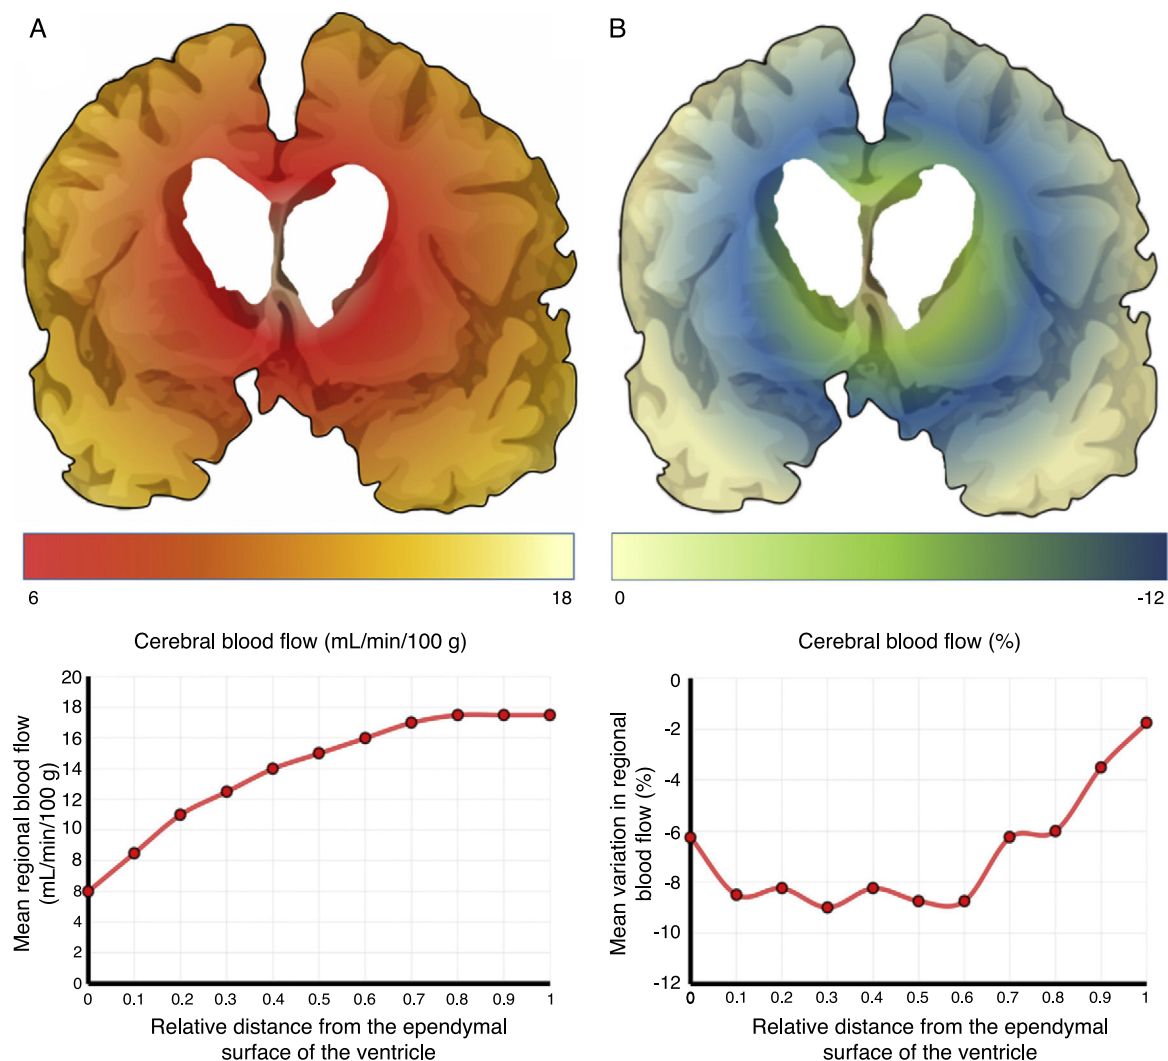 A
6 18
Cerebral blood flow (mL/min/100 g)
Mean regional blood flow
(mL/min/100 g)
20
18
16
14
12
10
8
8
4
2
0
0 0.1 0.2 0.3 0.4 0.5 0.6 0.7 0.8 0.9 1
Relative distance from the ependymal
surface of the ventricle
B
0 -12
Cerebral blood flow (%)
Mean variation in regional
blood flow (%)
0
-2
-4
-6
-8
-10
-12
0 0.1 0.2 0.3 0.4 0.5 0.6 0.7 0.8 0.9 1
Relative distance from the ependymal
surface of the ventricle